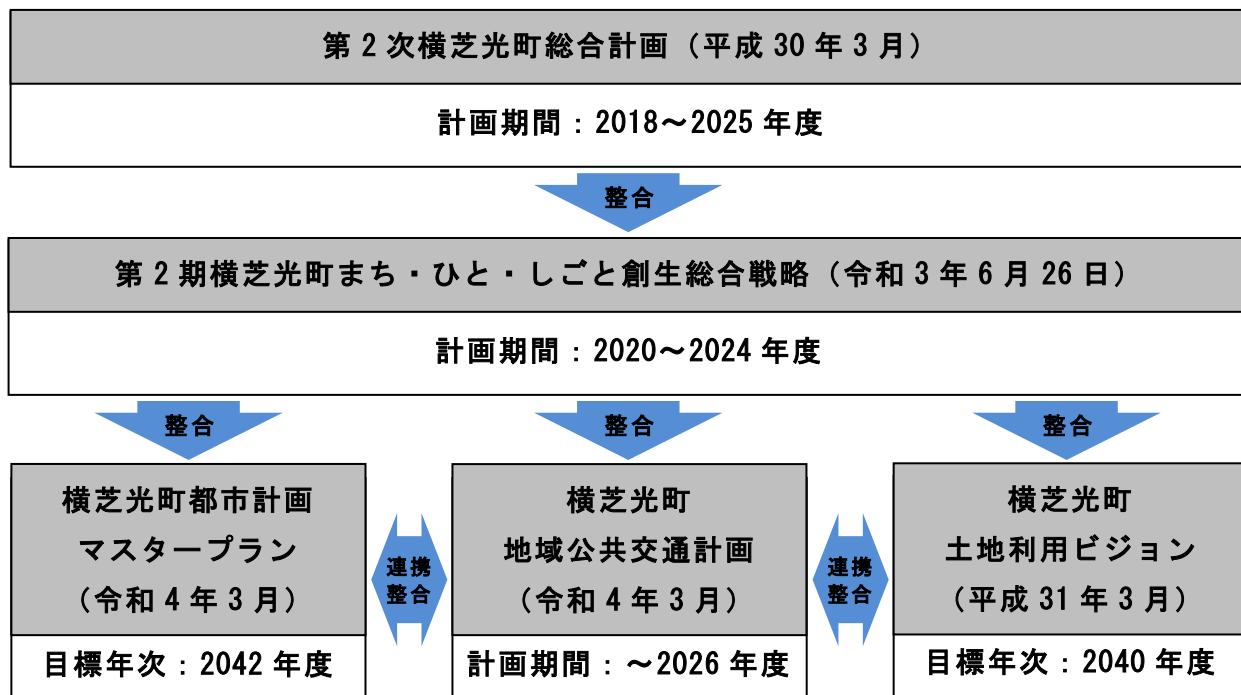 第2次横芝光町総合計画（平成30年3月）
計画期間：2018～2025年度
整合
第2期横芝光町まち・ひと・しごと創生総合戦略（令和3年6月26日）
計画期間：2020～2024年度
整合
整合
整合
横芝光町都市計画
マスタープラン
（令和4年3月）
目標年次：2042年度
連携
整合
横芝光町
地域公共交通計画
（令和4年3月）
計画期間：～2026年度
連携
整合
横芝光町
土地利用ビジョン
（平成31年3月）
目標年次：2040年度